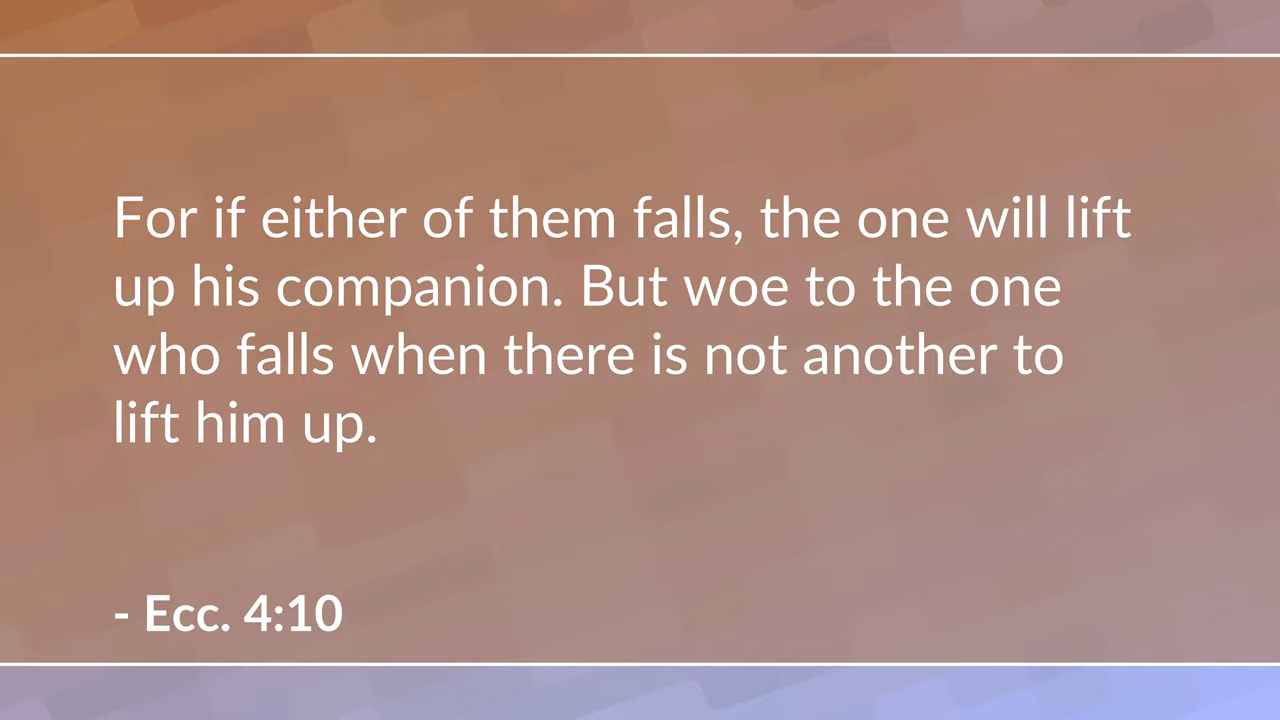 For if either of them falls, the one will lift
up his companion. But woe to the one
who falls when there is not another to
lift him up.
- Ecc. 4:10